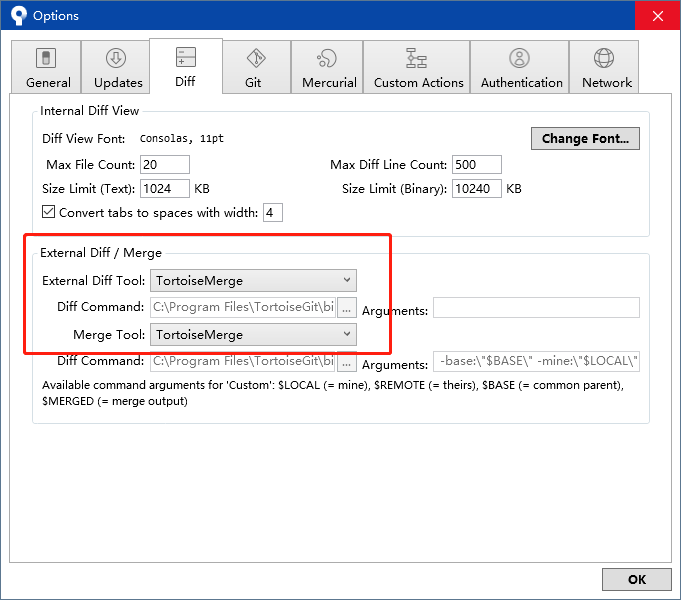 Options
General Updates Diff Git Mercurial Custom Actions Authentication Network
Internal Diff View
Diff View Font: Consolas, 11pt Change Font...
Max File Count: 20 Max Diff Line Count: 500
Size Limit (Text): 1024 KB Size Limit (Binary): 10240 KB
Convert tabs to spaces with width: 4
External Diff / Merge
External Diff Tool: TortoiseMerge
Diff Command: C:\Program Files\TortoiseGit\bi ... Arguments:
Merge Tool: TortoiseMerge
Diff Command: C:\Program Files\TortoiseGit\bi ... Arguments: -base:\"$BASE\" -mine:\"$LOCAL\"
Available command arguments for 'Custom': $LOCAL (= mine), $REMOTE (= theirs), $BASE (= common parent),
$MERGED (= merge output)
OK